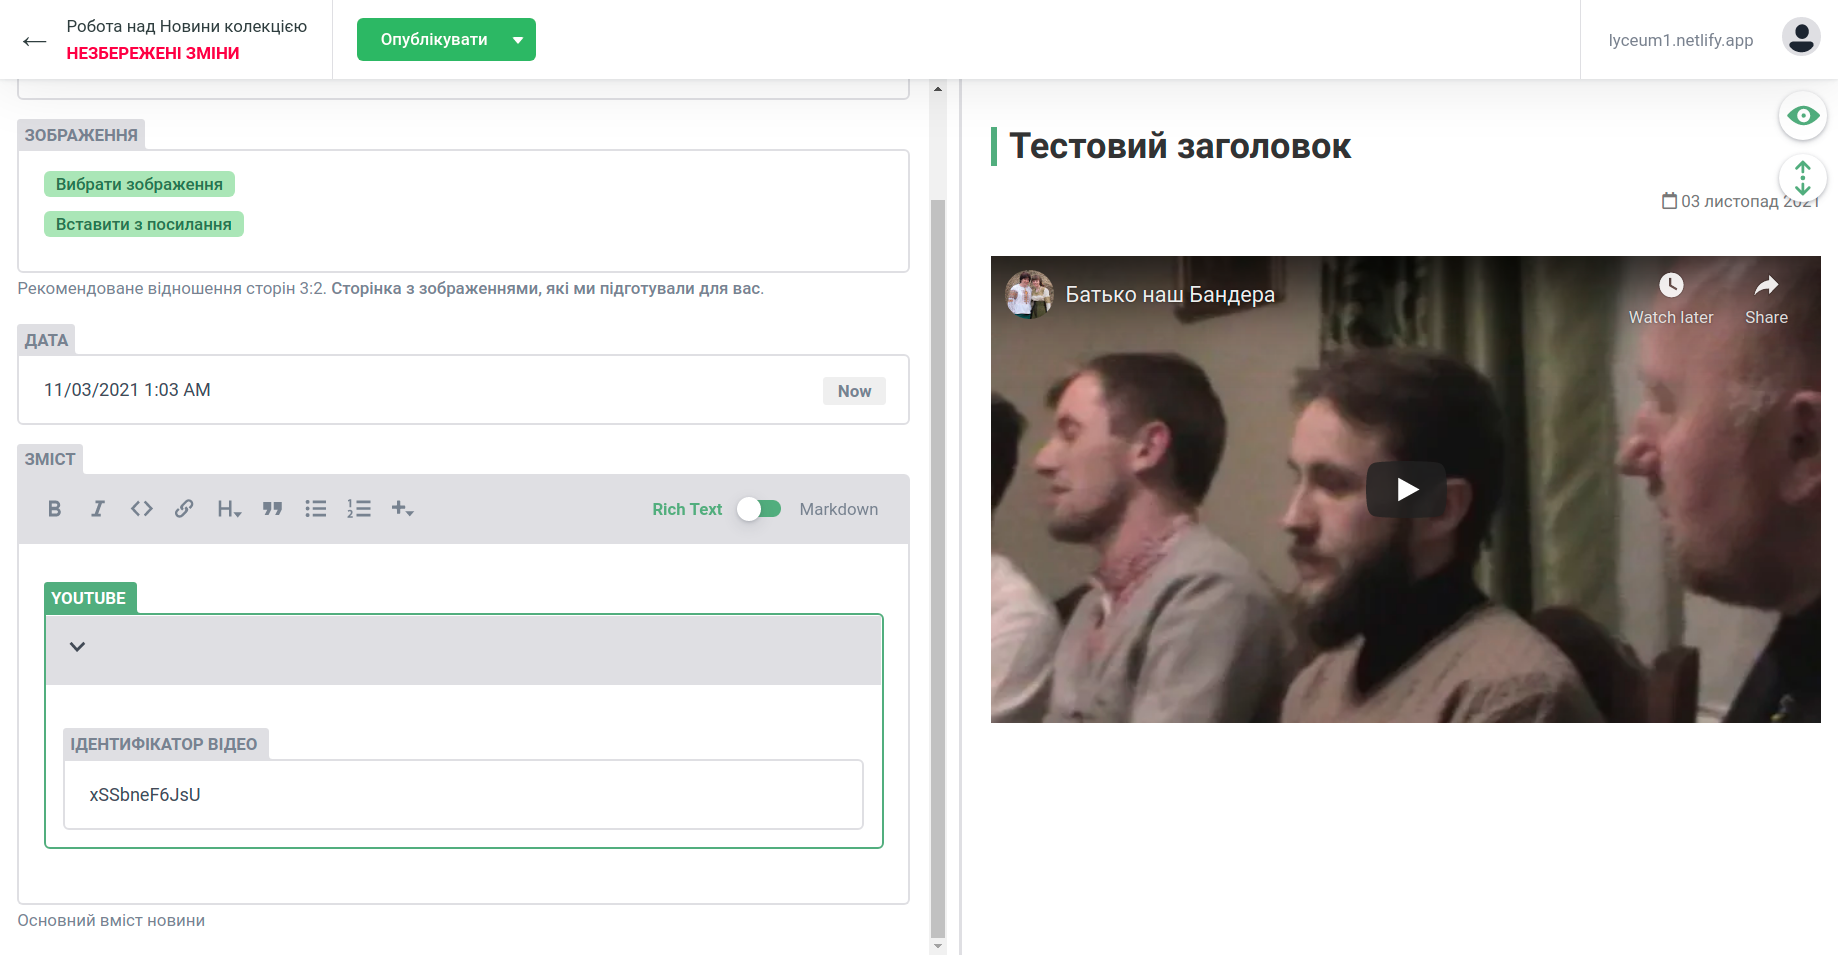 Робота над Новини колекцією
НЕЗБЕРЕЖЕНІ ЗМІНИ
Опублікувати
lyceum1.netlify.app
ЗОБРАЖЕННЯ
Вибрати зображення
Вставити з посилання
Рекомендоване відношення сторін 3:2. Сторінка з зображеннями, які ми підготували для вас.
ДАТА
11/03/2021 1:03 AM
Now
ЗМІСТ
Rich Text
Markdown
YOUTUBE
ІДЕНТИФІКАТОР ВІДЕО
xSSbneF6JsU
Основний вміст новини
Тестовий заголовок
03 листопад 2021
Батько наш Бандера
Watch later
Share